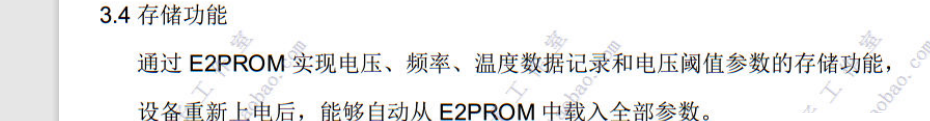 3.4 存储功能
通过 E2PROM 实现电压、频率、温度数据记录和电压阈值参数的存储功能，
设备重新上电后，能够自动从 E2PROM 中载入全部参数。